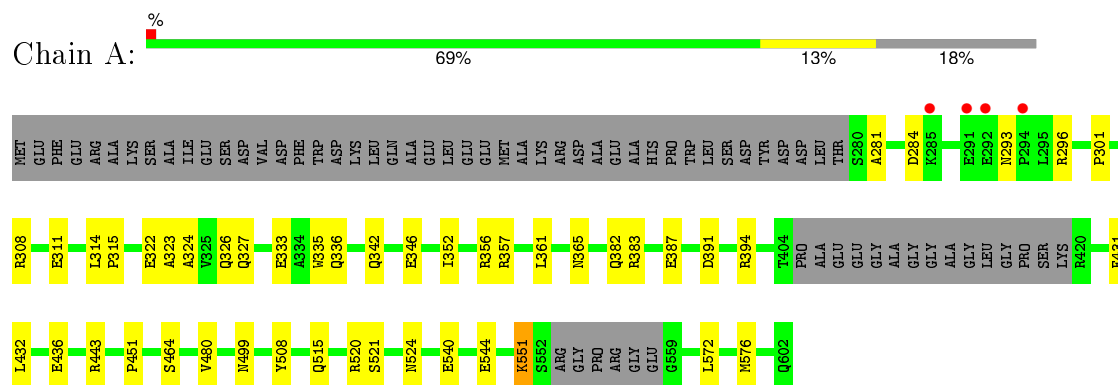 %
Chain A:
69% 13% 18%
MET GLU PHE GLU ARG ALA LYS SER ALA ILE GLU SER ASP VAL ASP PHE TRP ASP LYS LEU GLN ALA GLU LEU GLU GLU MET ALA LYS ARG ASP ALA GLU ALA HIS PRO TRP LEU SER ASP TYR ASP ASP LEU THR S280 A281 D284 K285 E291 E292 N293 P294 L295 R296 P301
R308 E311 L314 P315 E322 A323 A324 V325 Q326 Q327 E333 A334 W335 Q336 Q342 E346 I352 R356 R357 L361 N365 Q382 R383 E387 D391 R394 T404 PRO ALA GLU GLU GLY ALA GLY GLY ALA GLY LEU GLY PRO SER LYS R420
L432 E436 R443 P451 S464 V480 N499 Y508 Q515 R520 S521 N524 E540 E544 K551 S552 ARG GLY PRO ARG GLY GLU G559 L572 M576 Q602